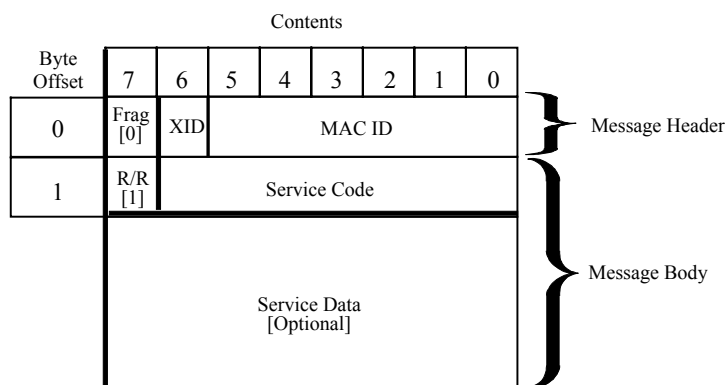 Contents
Byte
Offset
7 6 5 4 3 2 1 0
0
Frag
[0]
XID
MAC ID
Message Header
1
R/R
[1]
Service Code
Service Data
[Optional]
Message Body